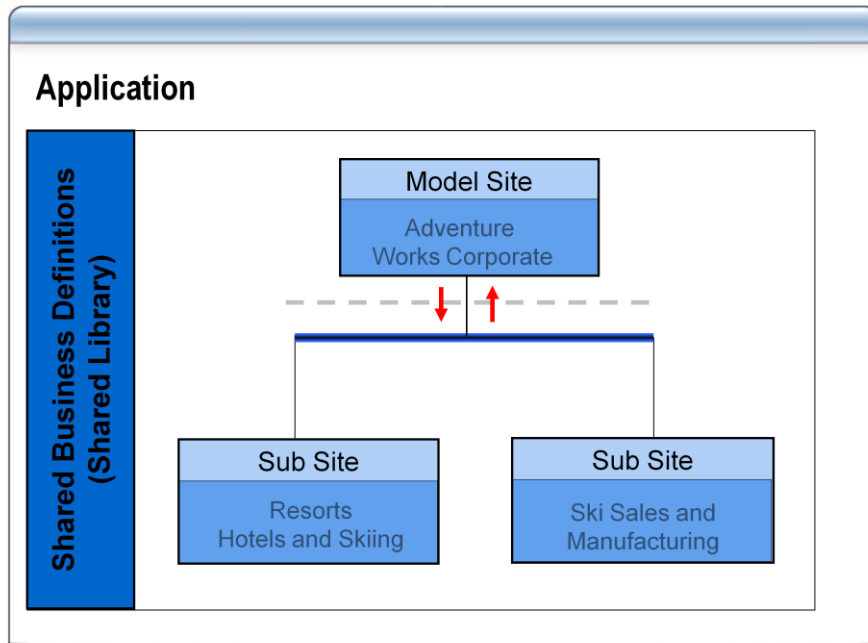 Application
Shared Business Definitions
(Shared Library)
Model Site
Adventure
Works Corporate
Sub Site
Resorts
Hotels and Skiing
Sub Site
Ski Sales and
Manufacturing